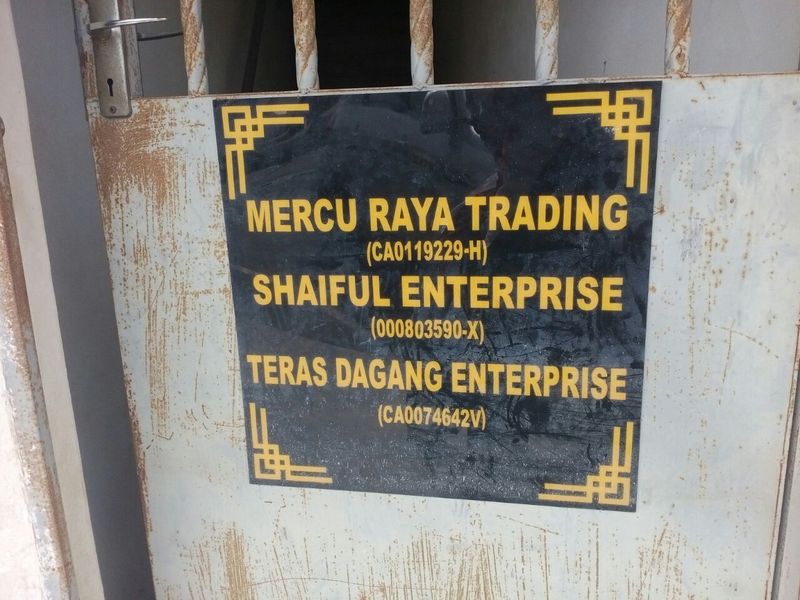 MERCU RAYA TRADING
(CA0119229-H)
SHAIFUL ENTERPRISE
(000803590-X)
TERAS DAGANG ENTERPRISE
(CA0074642V)